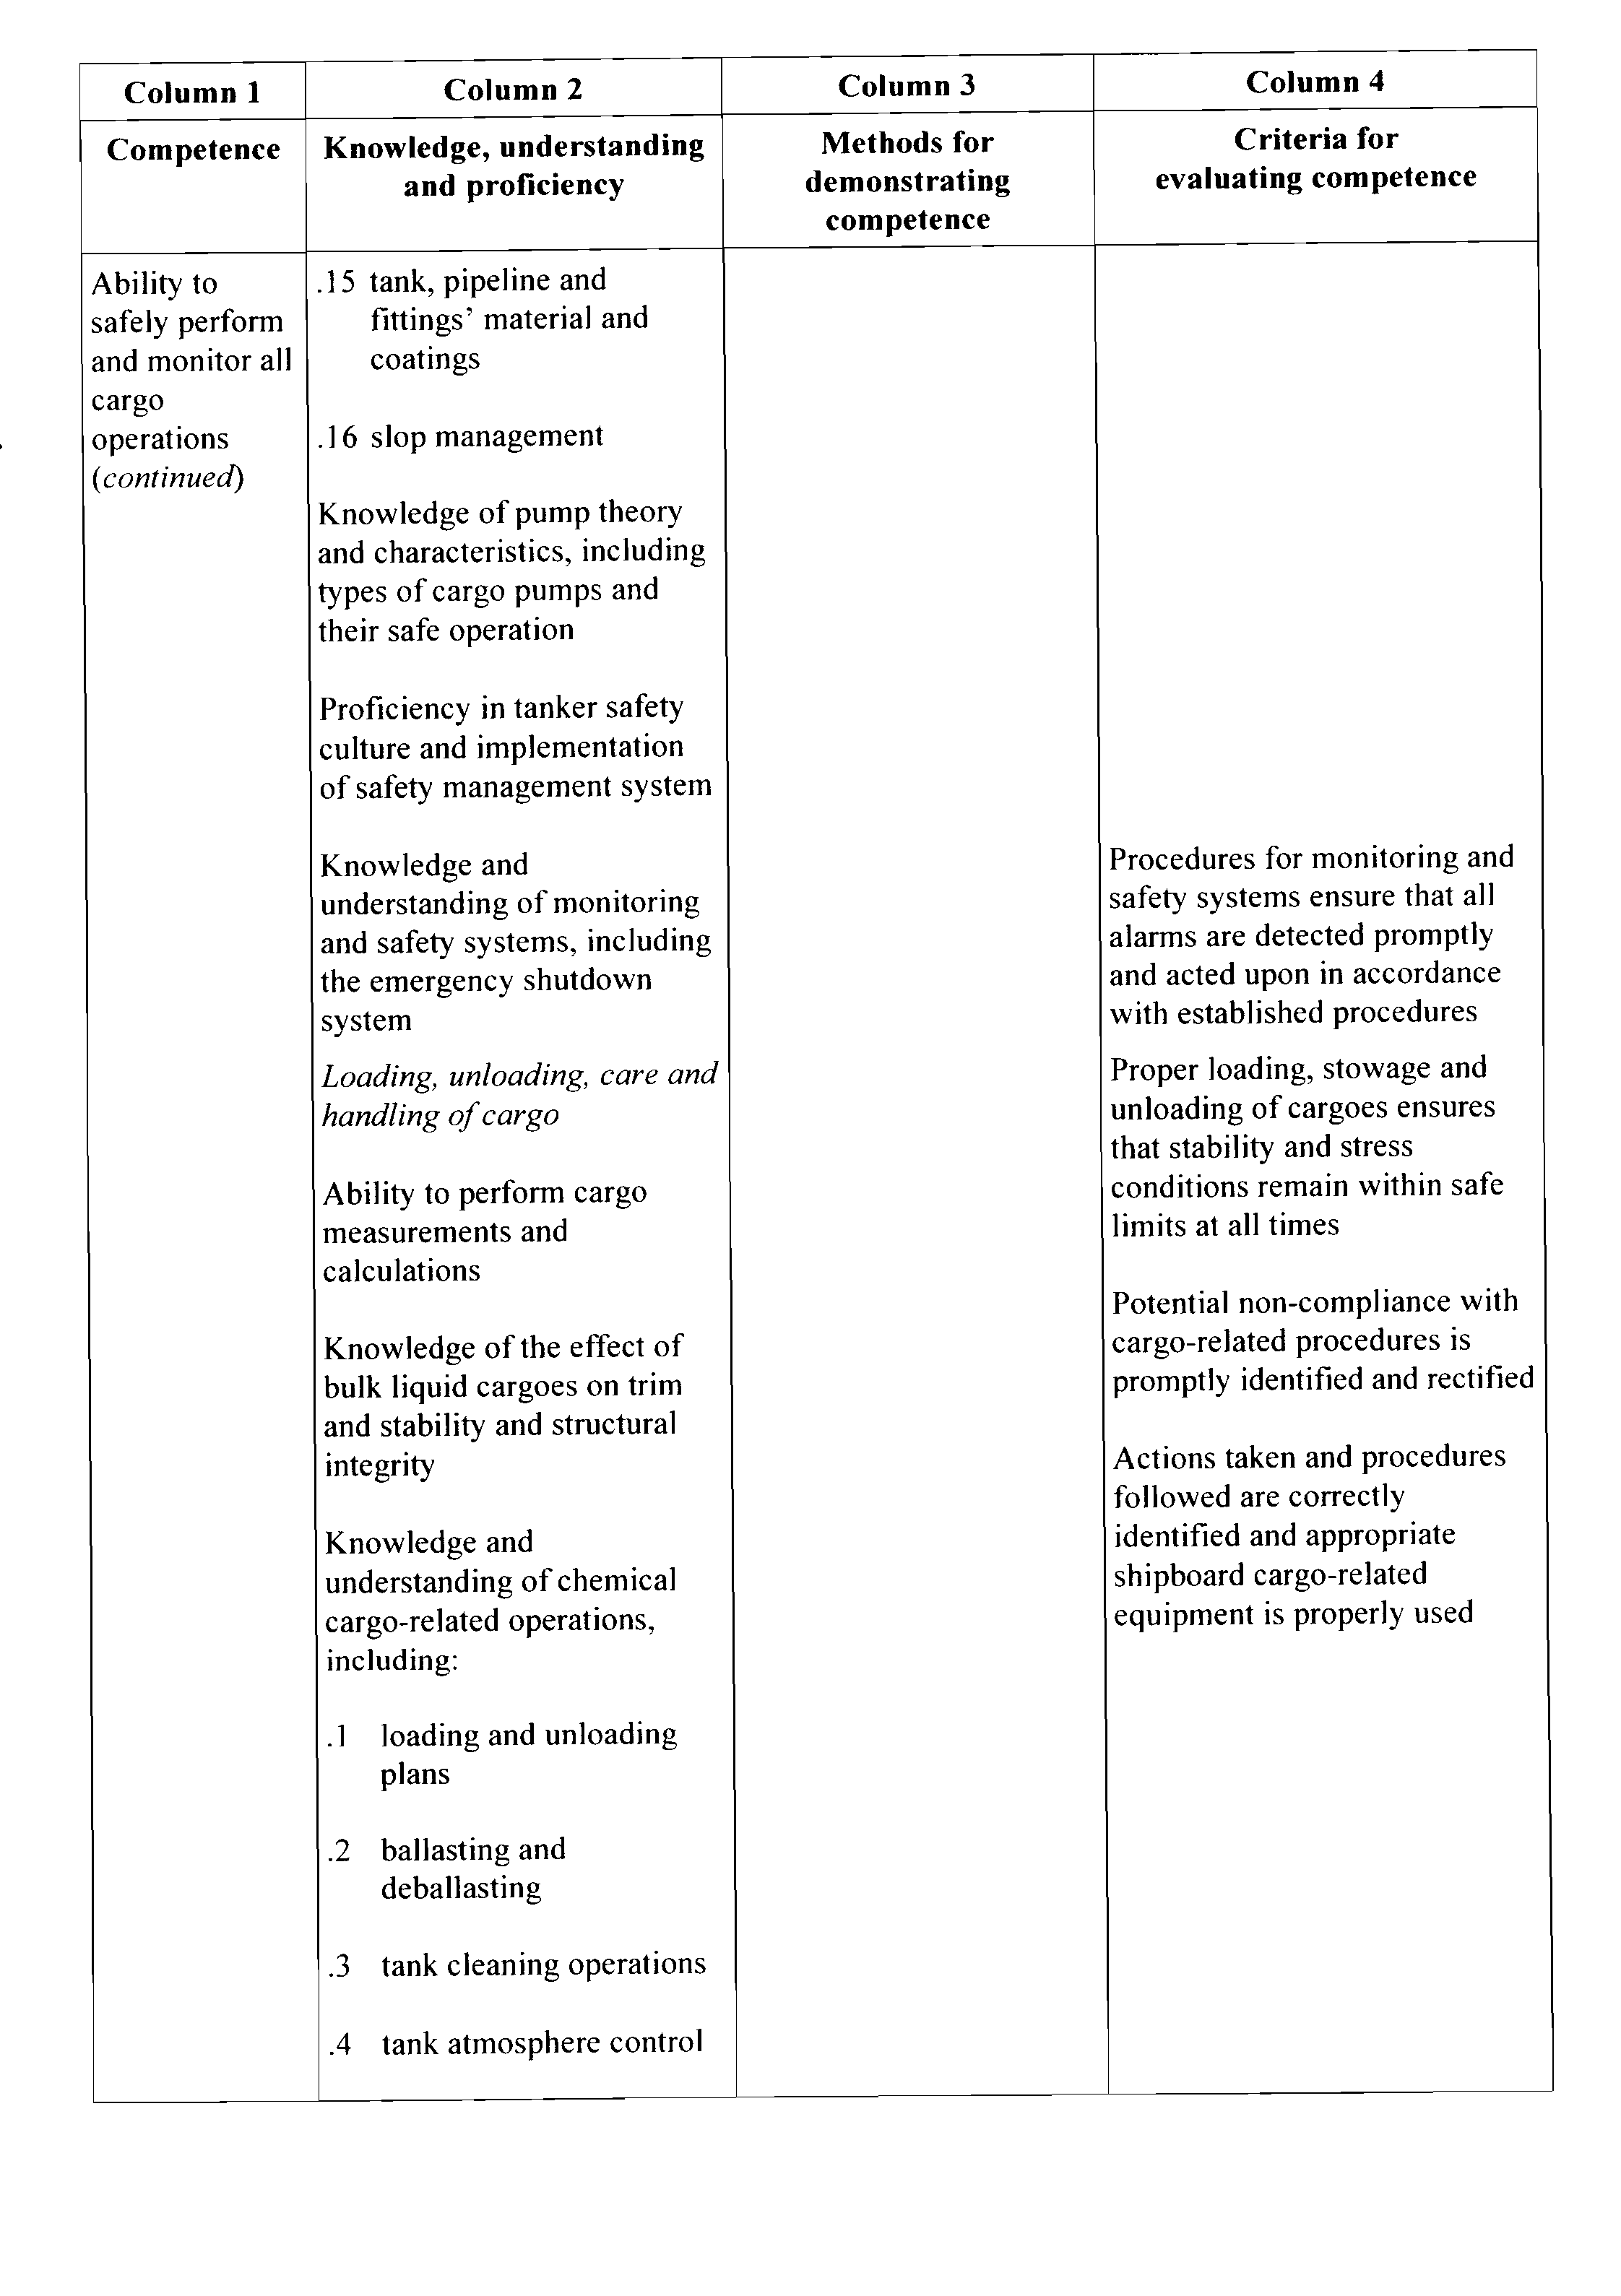 Column 1
Column 2
Column 3
Column 4
Competence
Knowledge, understanding
and proficiency
Methods for
demonstrating
competence
Criteria for
evaluating competence
Ability to
safely perform
and monitor all
cargo
operations
(continued)
.15 tank, pipeline and
fittings’ material and
coatings
.16 slop management
Knowledge of pump theory
and characteristics, including
types of cargo pumps and
their safe operation
Proficiency in tanker safety
culture and implementation
of safety management system
Knowledge and
understanding of monitoring
and safety systems, including
the emergency shutdown
system
Loading, unloading, care and
handling of cargo
Ability to perform cargo
measurements and
calculations
Knowledge of the effect of
bulk liquid cargoes on trim
and stability and structural
integrity
Knowledge and
understanding of chemical
cargo-related operations,
including:
.1 loading and unloading
plans
.2 ballasting and
deballasting
.3 tank cleaning operations
.4 tank atmosphere control
Procedures for monitoring and
safety systems ensure that all
alarms are detected promptly
and acted upon in accordance
with established procedures
Proper loading, stowage and
unloading of cargoes ensures
that stability and stress
conditions remain within safe
limits at all times
Potential non-compliance with
cargo-related procedures is
promptly identified and rectified
Actions taken and procedures
followed are correctly
identified and appropriate
shipboard cargo-related
equipment is properly used